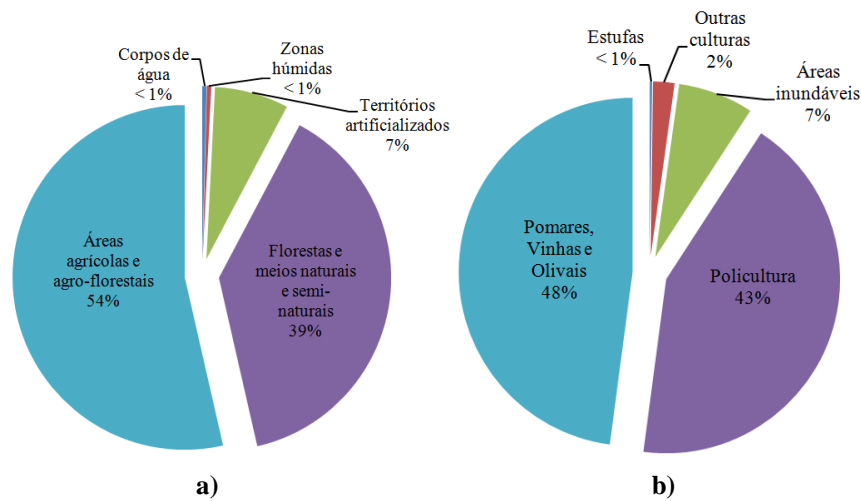 Corpos de
água
< 1%
Zonas
húmidas
< 1%
Territórios
artificializados
7%
Áreas
agrícolas e
agro-florestais
54%
Florestas e
meios naturais
e semi-
naturais
39%
a)
Estufas
< 1%
Outras
culturas
2%
Áreas
inundáveis
7%
Pomares,
Vinhas e
Olivais
48%
Policultura
43%
b)